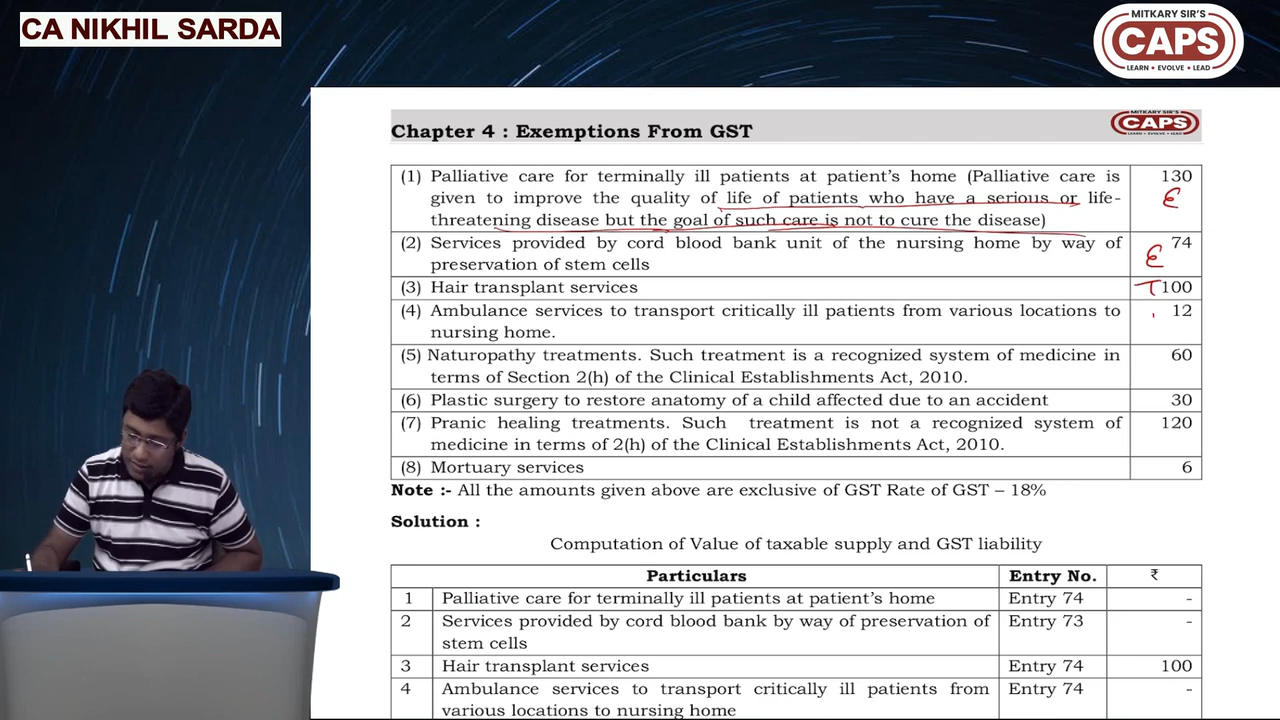 CA NIKHIL SARDA
MITKARY SIR'S
CAPS
LEARN • EVOLVE • LEAD
Chapter 4 : Exemptions From GST
MITKARY SIR'S
CAPS
LEARN • EVOLVE • LEAD
(1) Palliative care for terminally ill patients at patient's home (Palliative care is 130
given to improve the quality of life of patients who have a serious or life- E
threatening disease but the goal of such care is not to cure the disease)
(2) Services provided by cord blood bank unit of the nursing home by way of 74
preservation of stem cells E
(3) Hair transplant services T 100
(4) Ambulance services to transport critically ill patients from various locations to 12
nursing home.
(5) Naturopathy treatments. Such treatment is a recognized system of medicine in 60
terms of Section 2(h) of the Clinical Establishments Act, 2010.
(6) Plastic surgery to restore anatomy of a child affected due to an accident 30
(7) Pranic healing treatments. Such treatment is not a recognized system of 120
medicine in terms of 2(h) of the Clinical Establishments Act, 2010.
(8) Mortuary services 6
Note :- All the amounts given above are exclusive of GST Rate of GST – 18%
Solution :
Computation of Value of taxable supply and GST liability
Particulars Entry No. ₹
1 Palliative care for terminally ill patients at patient's home Entry 74 -
2 Services provided by cord blood bank by way of preservation of Entry 73 -
stem cells
3 Hair transplant services Entry 74 100
4 Ambulance services to transport critically ill patients from Entry 74 -
various locations to nursing home